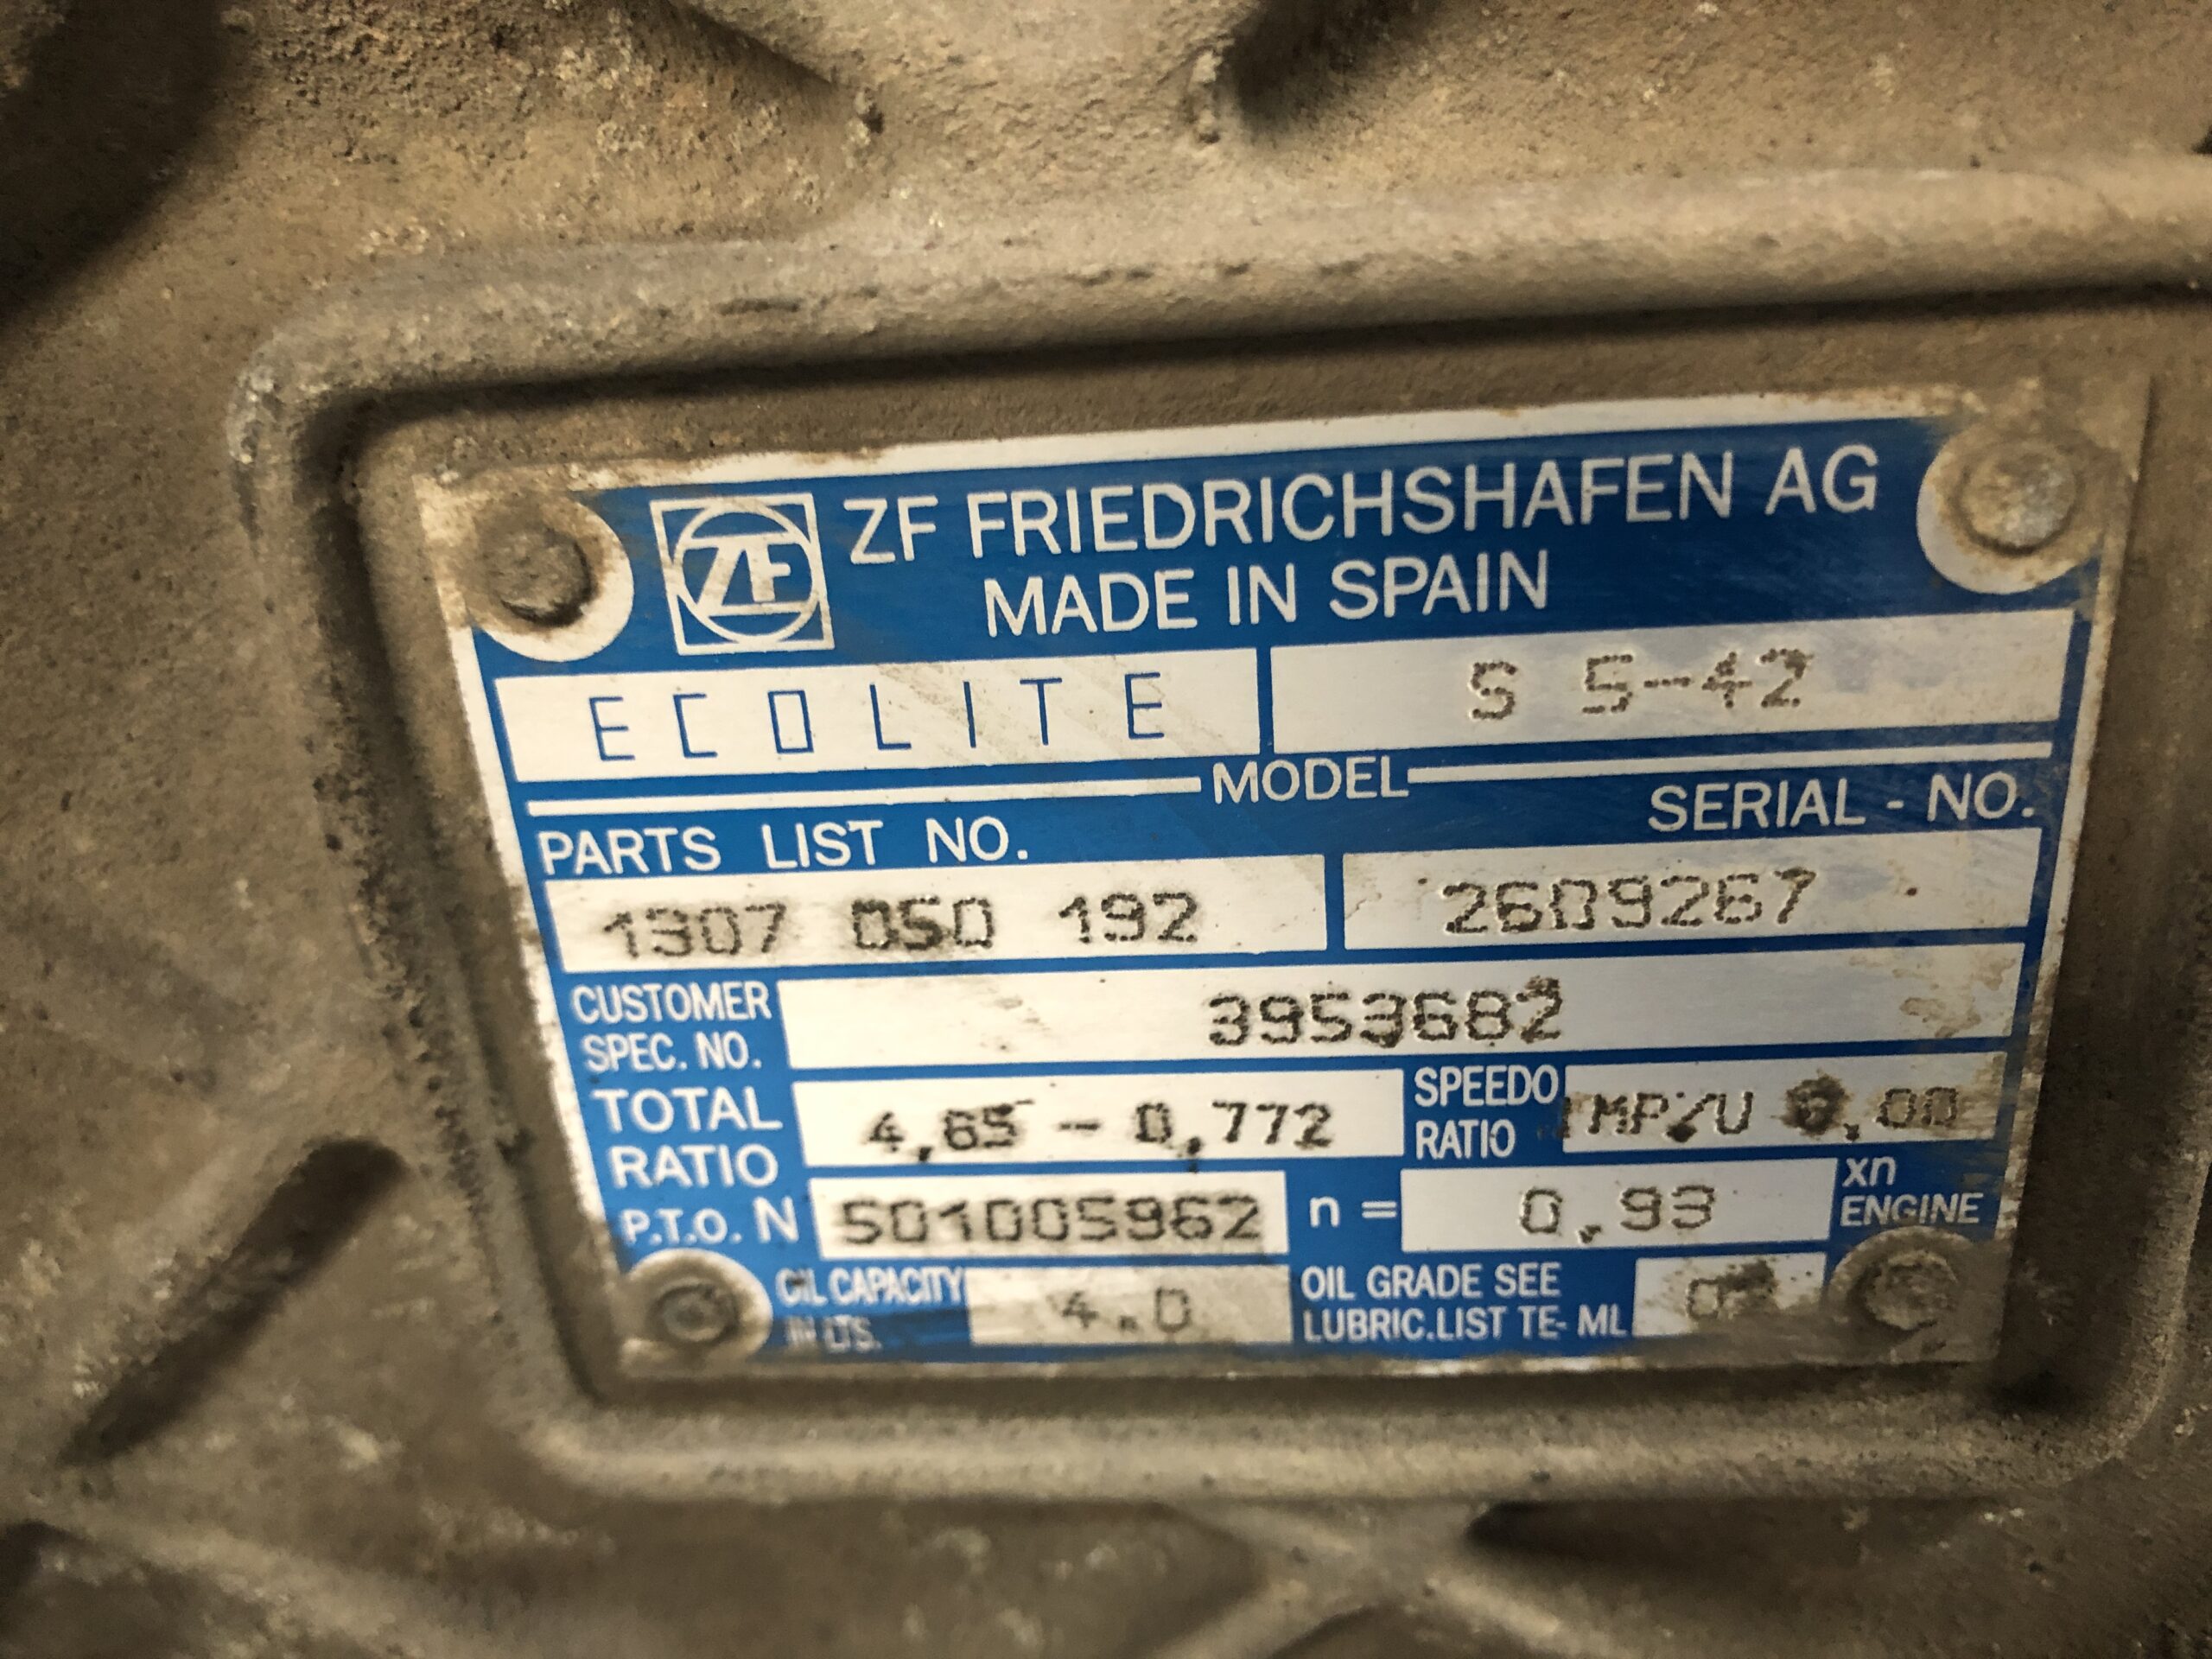 ZF ZF FRIEDRICHSHAFEN AG
MADE IN SPAIN
ECOLITE S 5-42
MODEL
PARTS LIST NO. SERIAL - NO.
1307 050 192 2609267
CUSTOMER SPEC. NO. 3953682
TOTAL RATIO 4,65 - 0,772 SPEEDO RATIO IMP/U
P.T.O. N 501005962 n = 0,93 xn ENGINE
OIL CAPACITY IN LTS. 4.0 OIL GRADE SEE LUBRIC.LIST TE-ML